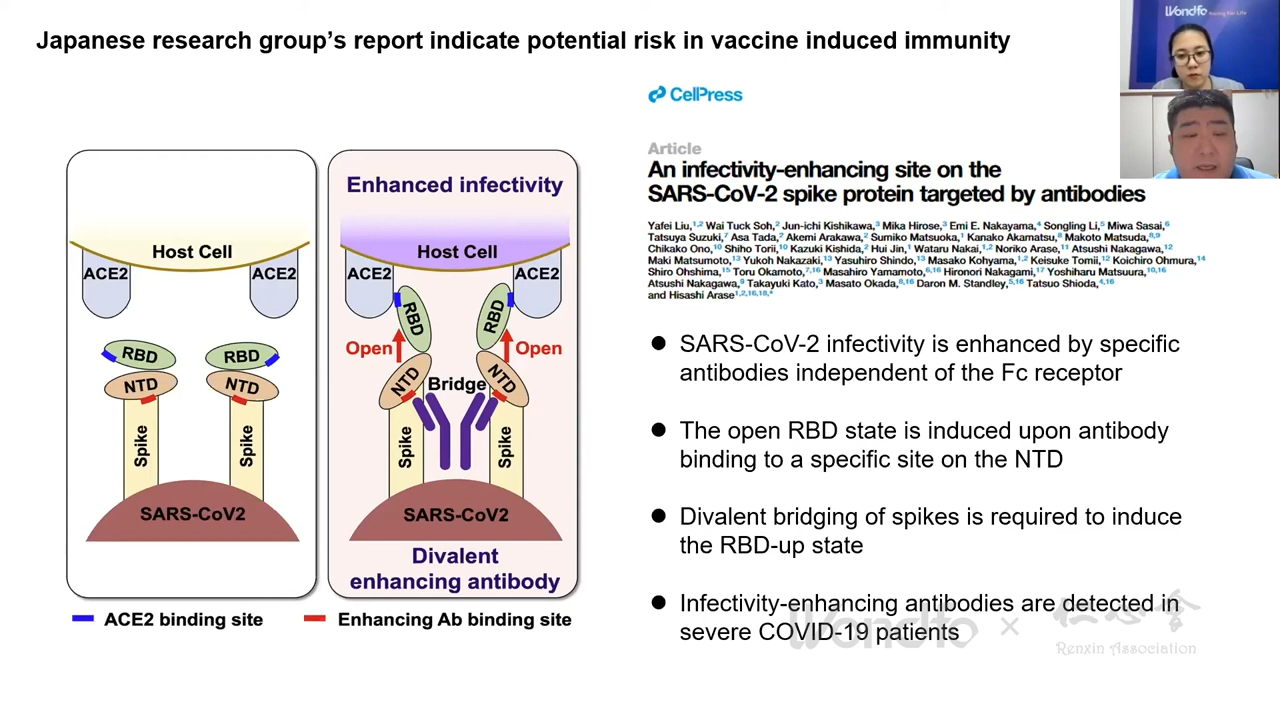 Japanese research group's report indicate potential risk in vaccine induced immunity
Wondfo
CellPress
Article
An infectivity-enhancing site on the
SARS-CoV-2 spike protein targeted by antibodies
Yafei Liu,1,2 Wai Tuck Soh,2 Jun-ichi Kishikawa,3 Mika Hirose,3 Emi E. Nakayama,4 Songling Li,5 Miwa Sasai,6
Tatsuya Suzuki,7 Asa Tada,2 Akemi Arakawa,2 Sumiko Matsuoka,1 Kanako Akamatsu,8 Makoto Matsuda,8,9
Chikako Ono,10 Shiho Torii,10 Kazuki Kishida,2 Hui Jin,1 Wataru Nakai,1,2 Noriko Arase,11 Atsushi Nakagawa,12
Maki Matsumoto,13 Yukoh Nakazaki,13 Yasuhiro Shindo,13 Masako Kohyama,1,2 Keisuke Tomii,12 Koichiro Ohmura,14
Shiro Ohshima,15 Toru Okamoto,7,16 Masahiro Yamamoto,6,16 Hironori Nakagami,17 Yoshiharu Matsuura,10,16
Atsushi Nakagawa,9 Takayuki Kato,3 Masato Okada,8,16 Daron M. Standley,5,16 Tatsuo Shioda,4,16
and Hisashi Arase1,2,16,18,*
Host Cell
ACE2 ACE2
RBD RBD
NTD NTD
Spike Spike
SARS-CoV2
Enhanced infectivity
Host Cell
ACE2 ACE2
RBD RBD
Open Open
NTD Bridge NTD
Spike Spike
SARS-CoV2
Divalent
enhancing antibody
ACE2 binding site Enhancing Ab binding site
● SARS-CoV-2 infectivity is enhanced by specific
antibodies independent of the Fc receptor
● The open RBD state is induced upon antibody
binding to a specific site on the NTD
● Divalent bridging of spikes is required to induce
the RBD-up state
● Infectivity-enhancing antibodies are detected in
severe COVID-19 patients
Wondfo × 仁心会
Renxin Association